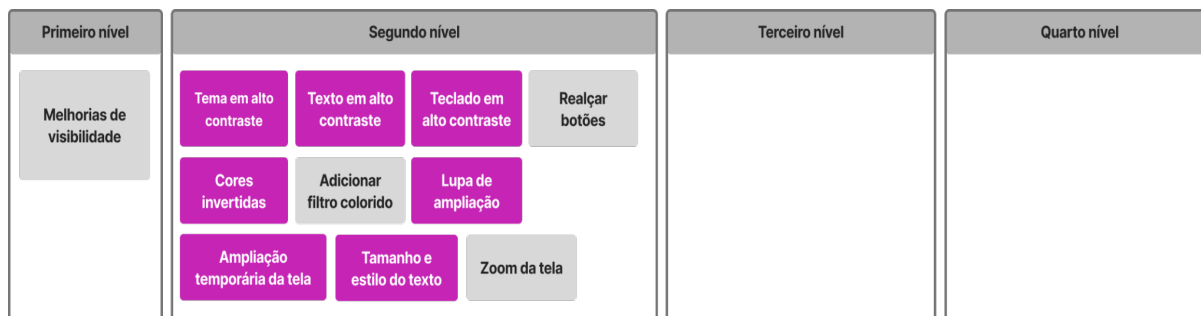 Primeiro nível
Segundo nível
Terceiro nível
Quarto nível
Melhorias de
visibilidade
Tema em alto
contraste
Texto em alto
contraste
Teclado em
alto contraste
Realçar
botões
Cores
invertidas
Adicionar
filtro colorido
Lupa de
ampliação
Ampliação
temporária da tela
Tamanho e
estilo do texto
Zoom da tela